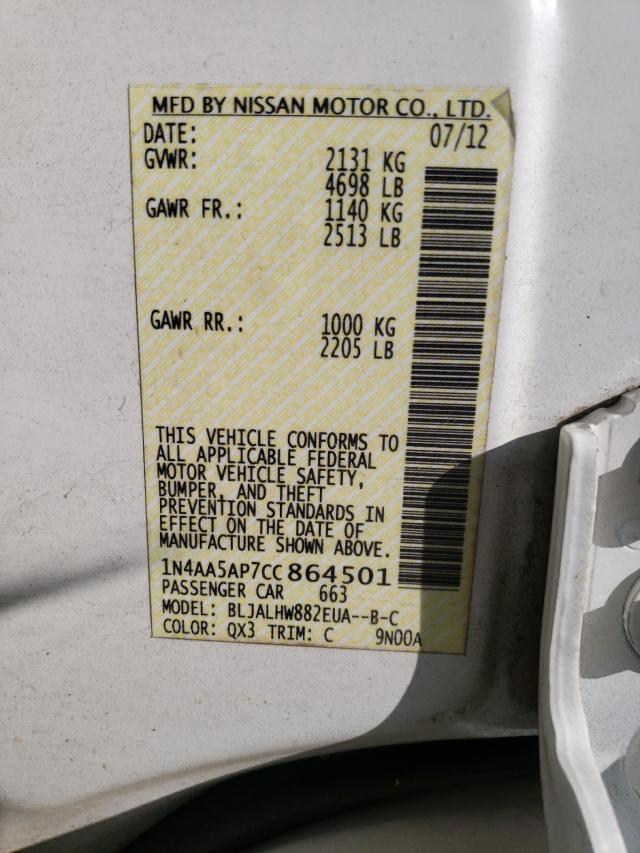 MFD BY NISSAN MOTOR CO., LTD.
DATE: 07/12
GVWR: 2131 KG
4698 LB
GAWR FR.: 1140 KG
2513 LB
GAWR RR.: 1000 KG
2205 LB
THIS VEHICLE CONFORMS TO
ALL APPLICABLE FEDERAL
MOTOR VEHICLE SAFETY,
BUMPER, AND THEFT
PREVENTION STANDARDS IN
EFFECT ON THE DATE OF
MANUFACTURE SHOWN ABOVE.
1N4AA5AP7CC864501
PASSENGER CAR 663
MODEL: BLJALHW882EUA--B-C
COLOR: QX3 TRIM: C 9N00A